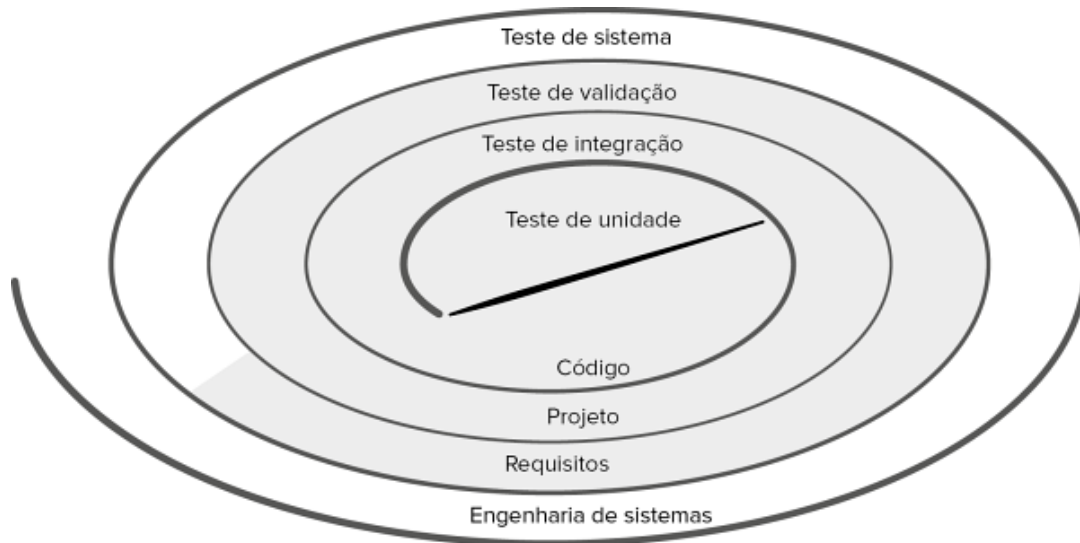 Teste de sistema
Teste de validação
Teste de integração
Teste de unidade
Código
Projeto
Requisitos
Engenharia de sistemas